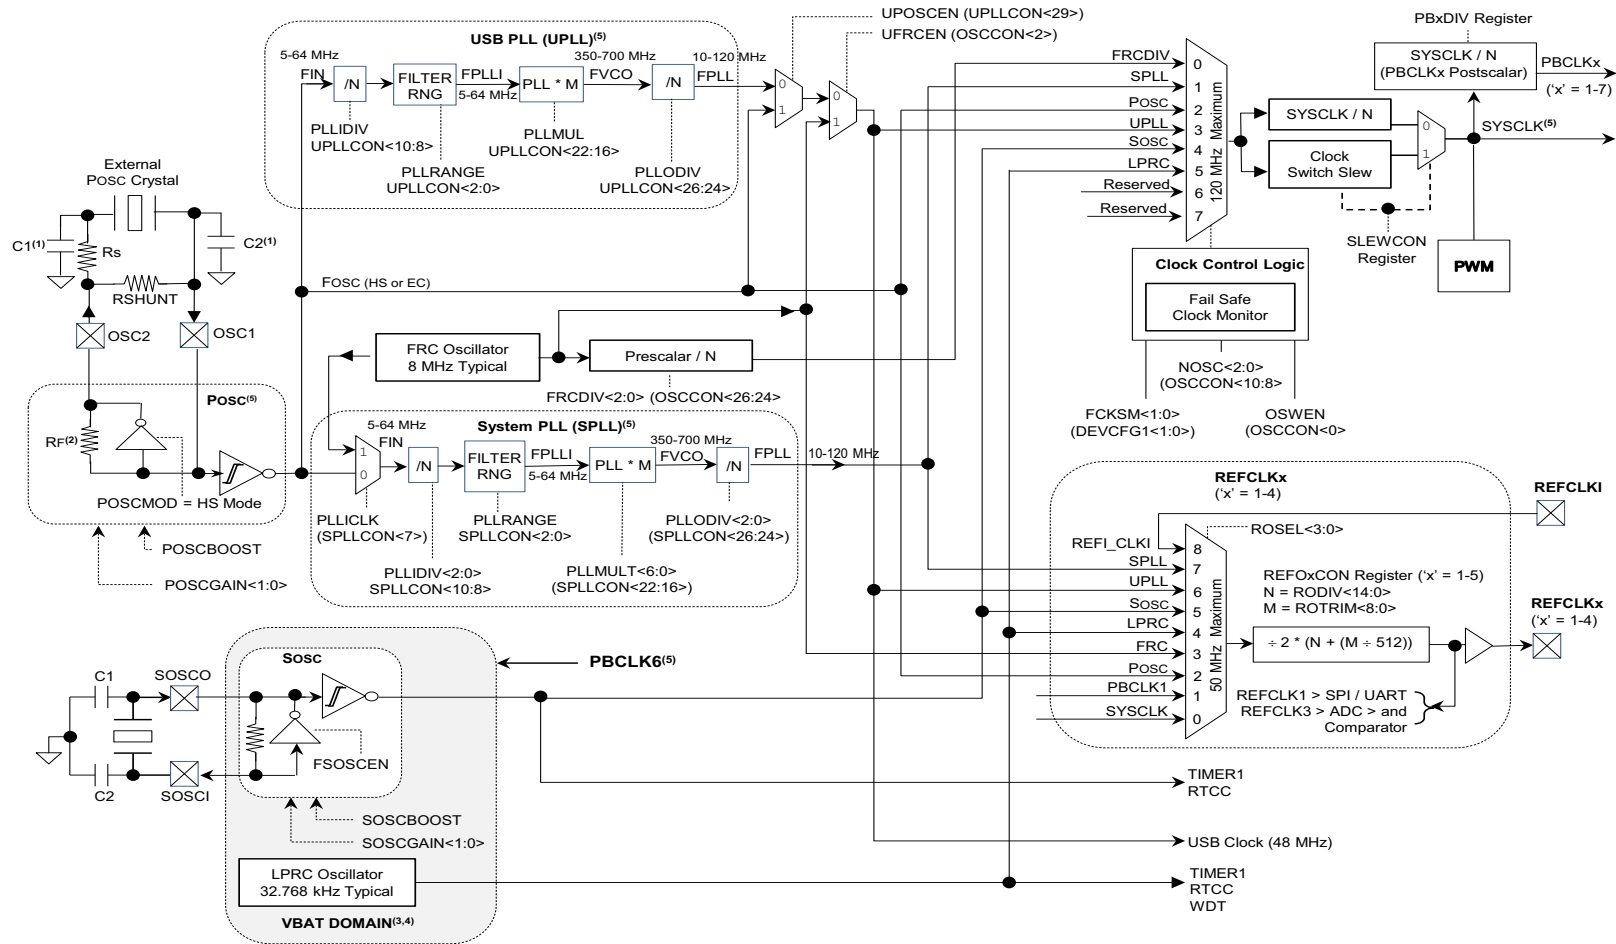 USB PLL (UPLL)(5)
5-64 MHz
FIN
/N
FILTER
RNG
FPLLI
5-64 MHz
PLL * M
350-700 MHz
FVCO
/N
10-120 MHz
FPLL
PLLIDIV
UPLLCON<10:8>
PLLRANGE
UPLLCON<2:0>
PLLMUL
UPLLCON<22:16>
PLLODIV
UPLLCON<26:24>
0
1
0
1
UPOSCEN (UPLLCON<29>)
UFRCEN (OSCCON<2>)
FRCDIV
SPLL
POSC
UPLL
SOSC
LPRC
Reserved
Reserved
0
1
2
3
4
5
6
7
120 MHz Maximum
SYSCLK / N
Clock
Switch Slew
0
1
PBxDIV Register
SYSCLK / N
(PBCLKx Postscalar)
PBCLKx
('x' = 1-7)
SYSCLK(5)
SLEWCON
Register
PWM
Clock Control Logic
Fail Safe
Clock Monitor
NOSC<2:0>
(OSCCON<10:8>
FCKSM<1:0>
(DEVCFG1<1:0>)
OSWEN
(OSCCON<0>
External
POSC Crystal
C1(1)
Rs
C2(1)
RSHUNT
OSC2
OSC1
POSC(5)
RF(2)
POSCMOD = HS Mode
POSCBOOST
POSCGAIN<1:0>
FOSC (HS or EC)
FRC Oscillator
8 MHz Typical
Prescalar / N
FRCDIV<2:0> (OSCCON<26:24>
System PLL (SPLL)(5)
5-64 MHz
FIN
1
0
/N
FILTER
RNG
FPLLI
5-64 MHz
PLL * M
350-700 MHz
FVCO
/N
FPLL
10-120 MHz
PLLICLK
(SPLLCON<7>)
PLLRANGE
SPLLCON<2:0>
PLLODIV<2:0>
(SPLLCON<26:24>)
PLLIDIV<2:0>
SPLLCON<10:8>
PLLMULT<6:0>
(SPLLCON<22:16>)
REFCLKx
('x' = 1-4)
ROSEL<3:0>
REFCLKI
REFI_CLKI
SPLL
UPLL
SOSC
LPRC
FRC
POSC
PBCLK1
SYSCLK
8
7
6
5
4
3
2
1
0
50 MHz Maximum
REFOxCON Register ('x' = 1-5)
N = RODIV<14:0>
M = ROTRIM<8:0>
÷ 2 * (N + (M ÷ 512))
REFCLKx
('x' = 1-4)
REFCLK1 > SPI / UART
REFCLK3 > ADC > and
Comparator
SOSC
PBCLK6(5)
C1
SOSCO
C2
SOSCI
FSOSCEN
SOSCBOOST
SOSCGAIN<1:0>
LPRC Oscillator
32.768 kHz Typical
VBAT DOMAIN(3,4)
TIMER1
RTCC
USB Clock (48 MHz)
TIMER1
RTCC
WDT